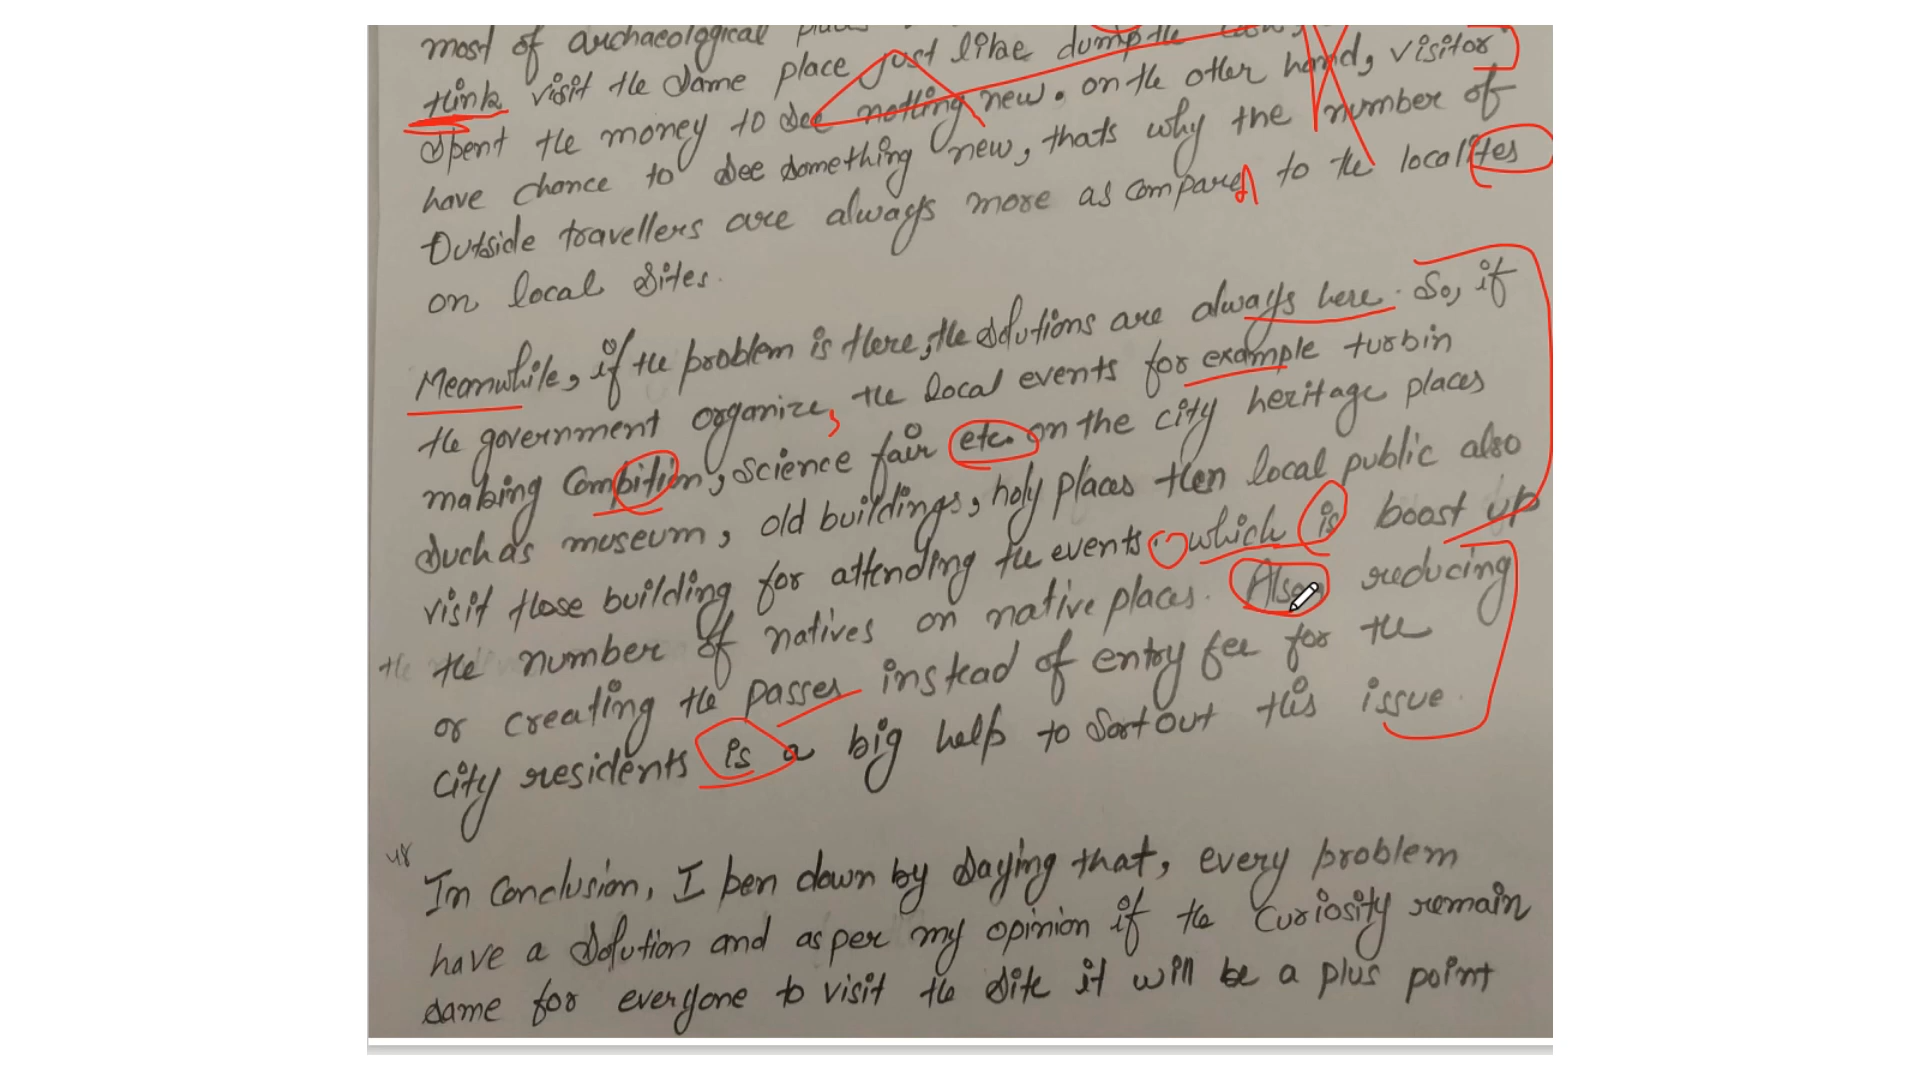 most of archaeological
think visit the same place just like dump the
spent the money to see nothing new. on the other hand, visitor
have chance to see something new, thats why the number of
Outside travellers are always more as compare to the localites
on local sites.
Meanwhile, if the problem is there, the solutions are always here. So, if
the government organize, the local events for example turbin
making Combition, science fair etc. on the city heritage places
such as museum, old buildings, holy places then local public also
visit those building for attending the events. which is boost up
the the number of natives on native places. Also reducing
or creating the passes instead of entry fee for the
city residents is a big help to sort out this issue.
In Conclusion, I pen down by saying that, every problem
have a solution and as per my opinion if the Curiosity remain
same for everyone to visit the site it will be a plus point